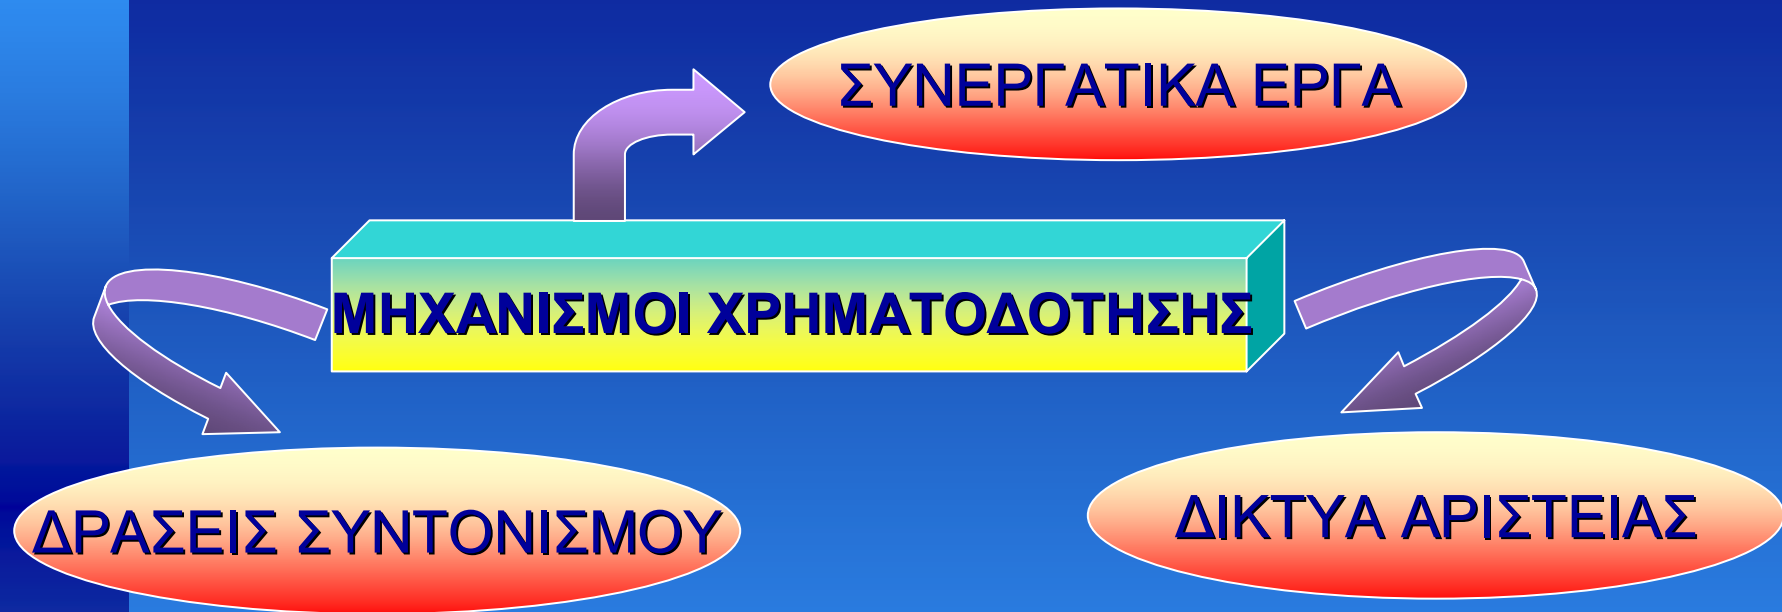 ΣΥΝΕΡΓΑΤΙΚΑ ΕΡΓΑ
ΜΗΧΑΝΙΣΜΟΙ ΧΡΗΜΑΤΟΔΟΤΗΣΗΣ
ΔΡΑΣΕΙΣ ΣΥΝΤΟΝΙΣΜΟΥ
ΔΙΚΤΥΑ ΑΡΙΣΤΕΙΑΣ